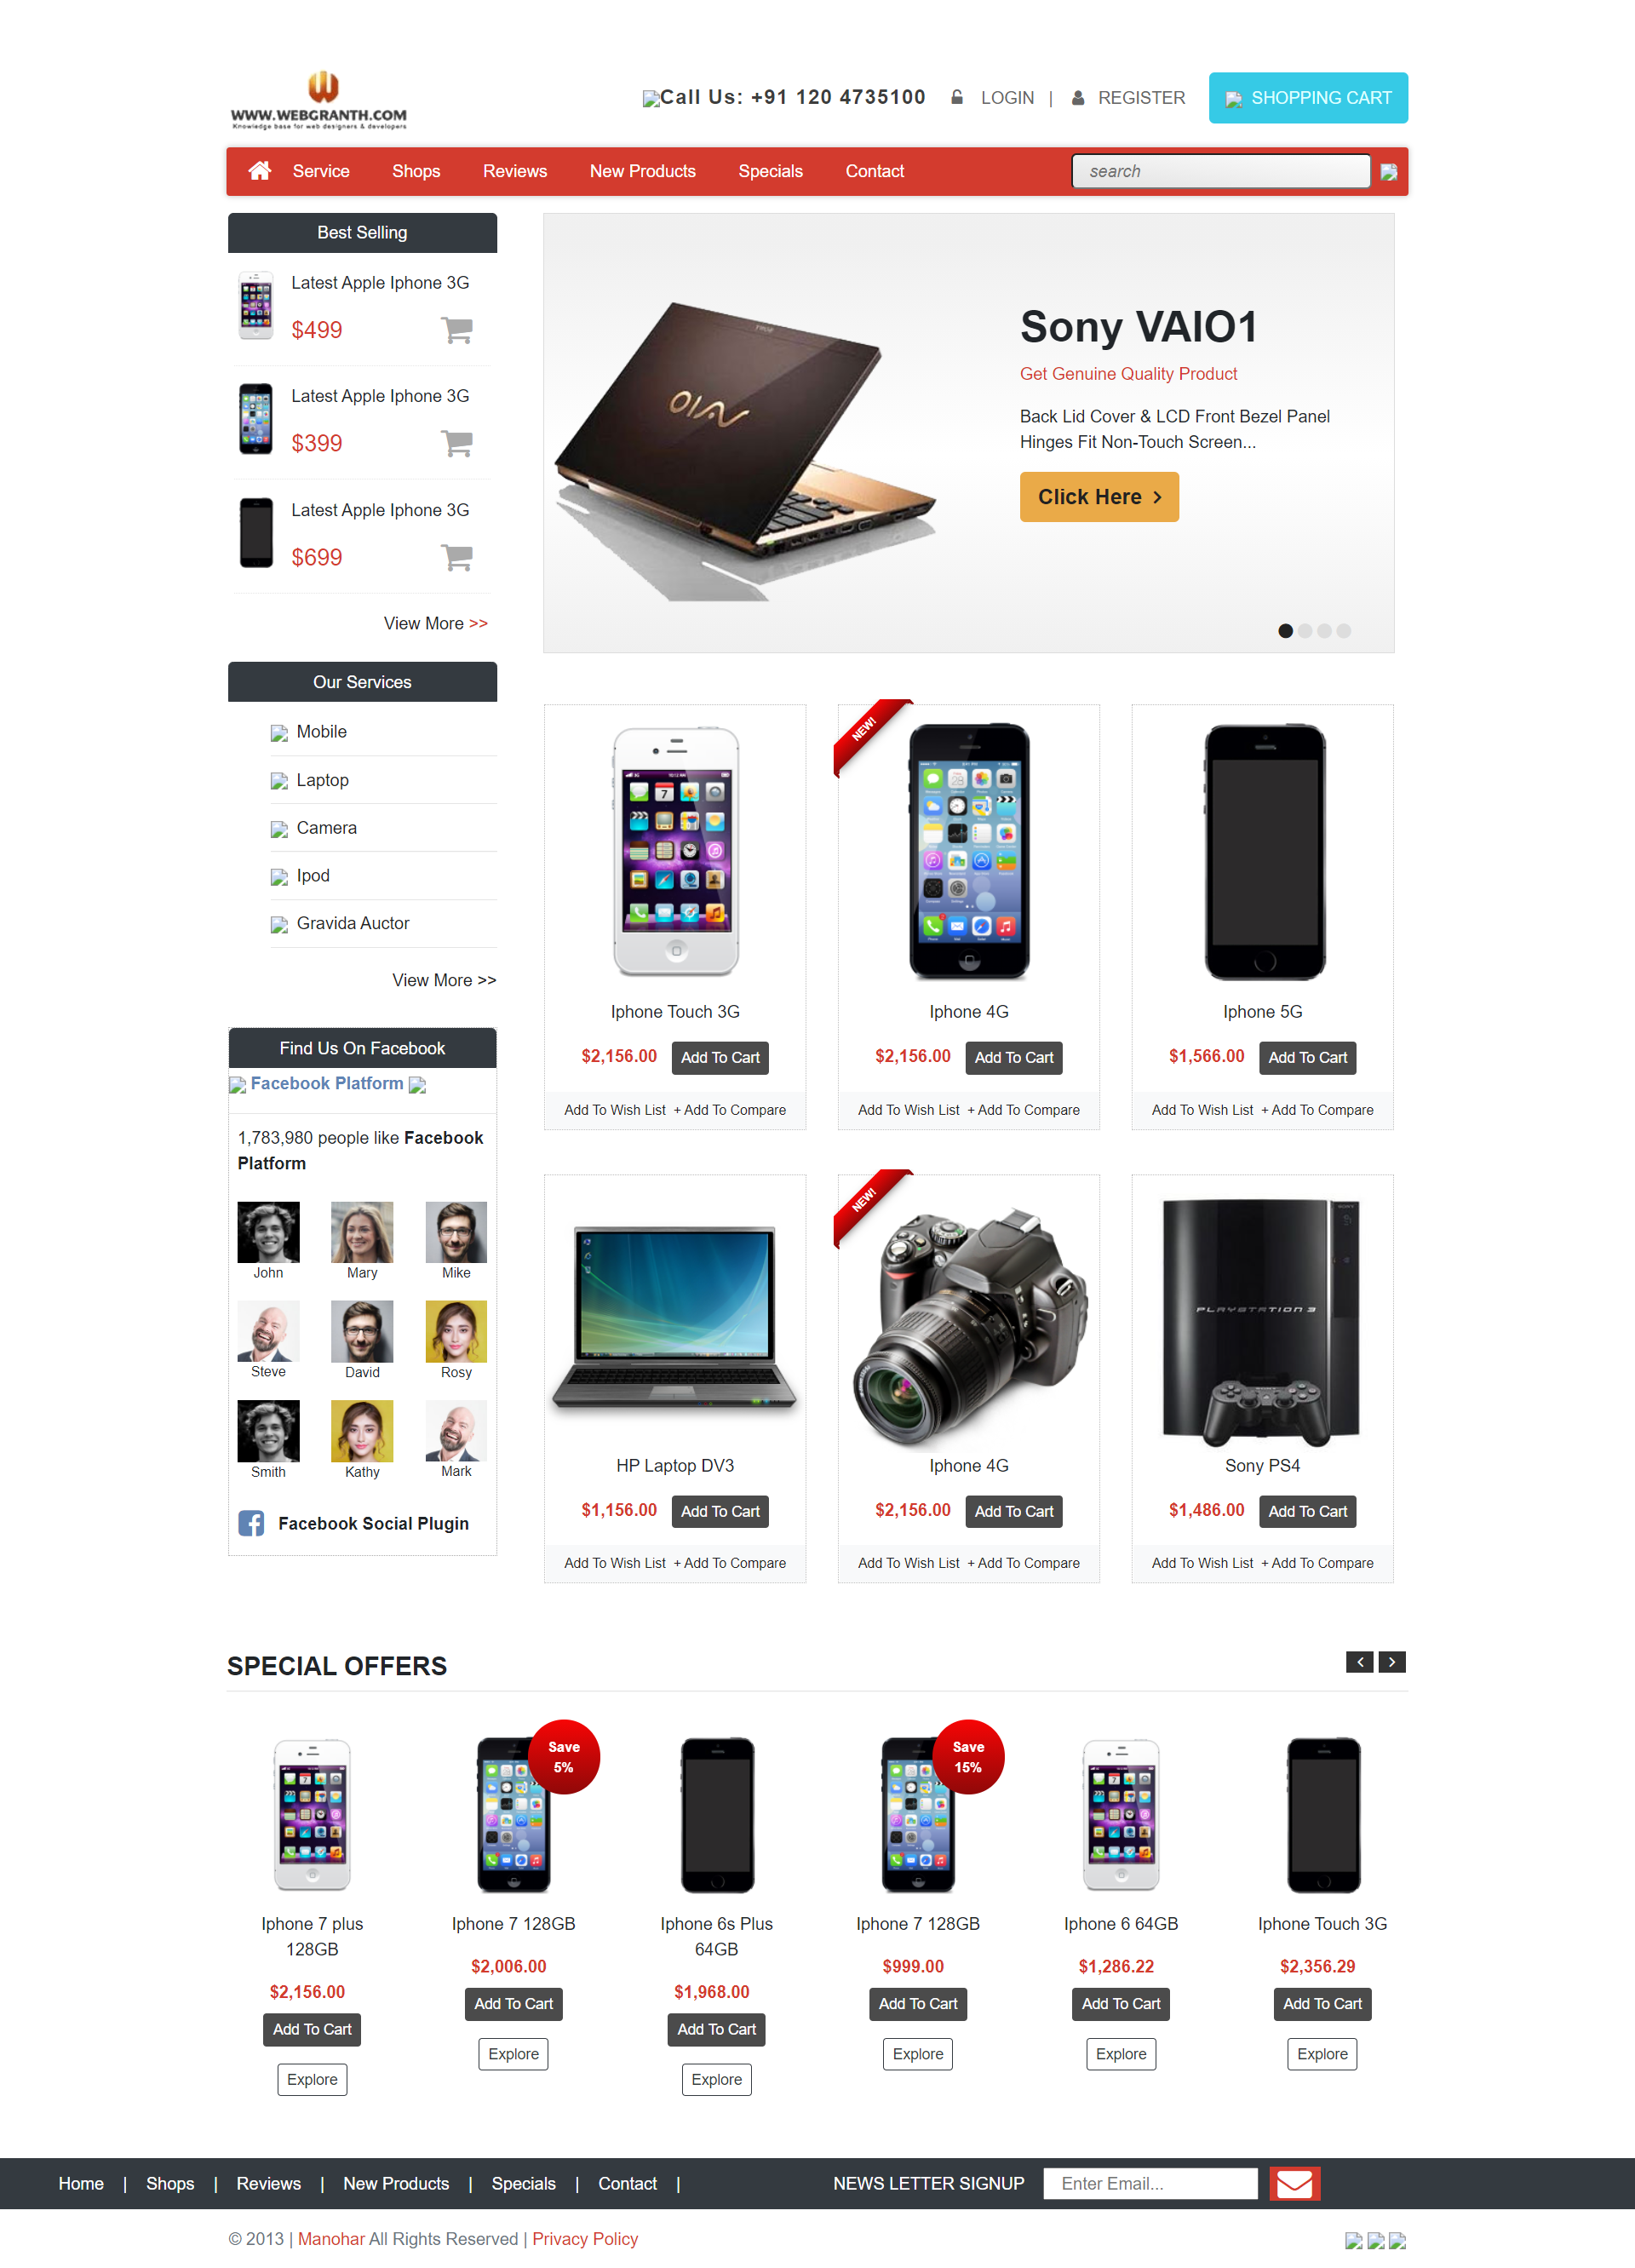 WWW.WEBGRANTH.COM
Knowledge base for web designers & developers
Call Us: +91 120 4735100
LOGIN | REGISTER
SHOPPING CART
Service Shops Reviews New Products Specials Contact
search
Best Selling
Latest Apple Iphone 3G
$499
Latest Apple Iphone 3G
$399
Latest Apple Iphone 3G
$699
View More >>
VAIO
Sony VAIO1
Get Genuine Quality Product
Back Lid Cover & LCD Front Bezel Panel
Hinges Fit Non-Touch Screen...
Click Here
Our Services
Mobile
Laptop
Camera
Ipod
Gravida Auctor
View More >>
Find Us On Facebook
Facebook Platform
1,783,980 people like Facebook
Platform
John Mary Mike
Steve David Rosy
Smith Kathy Mark
Facebook Social Plugin
NEW!
Iphone Touch 3G
$2,156.00 Add To Cart
Add To Wish List + Add To Compare
Iphone 4G
$2,156.00 Add To Cart
Add To Wish List + Add To Compare
Iphone 5G
$1,566.00 Add To Cart
Add To Wish List + Add To Compare
NEW!
PLAYSTATION 3
HP Laptop DV3
$1,156.00 Add To Cart
Add To Wish List + Add To Compare
Iphone 4G
$2,156.00 Add To Cart
Add To Wish List + Add To Compare
Sony PS4
$1,486.00 Add To Cart
Add To Wish List + Add To Compare
SPECIAL OFFERS
Iphone 7 plus
128GB
$2,156.00
Add To Cart
Explore
Save
5%
Iphone 7 128GB
$2,006.00
Add To Cart
Explore
Iphone 6s Plus
64GB
$1,968.00
Add To Cart
Explore
Save
15%
Iphone 7 128GB
$999.00
Add To Cart
Explore
Iphone 6 64GB
$1,286.22
Add To Cart
Explore
Iphone Touch 3G
$2,356.29
Add To Cart
Explore
Home | Shops | Reviews | New Products | Specials | Contact |
NEWS LETTER SIGNUP
Enter Email...
© 2013 | Manohar All Rights Reserved | Privacy Policy